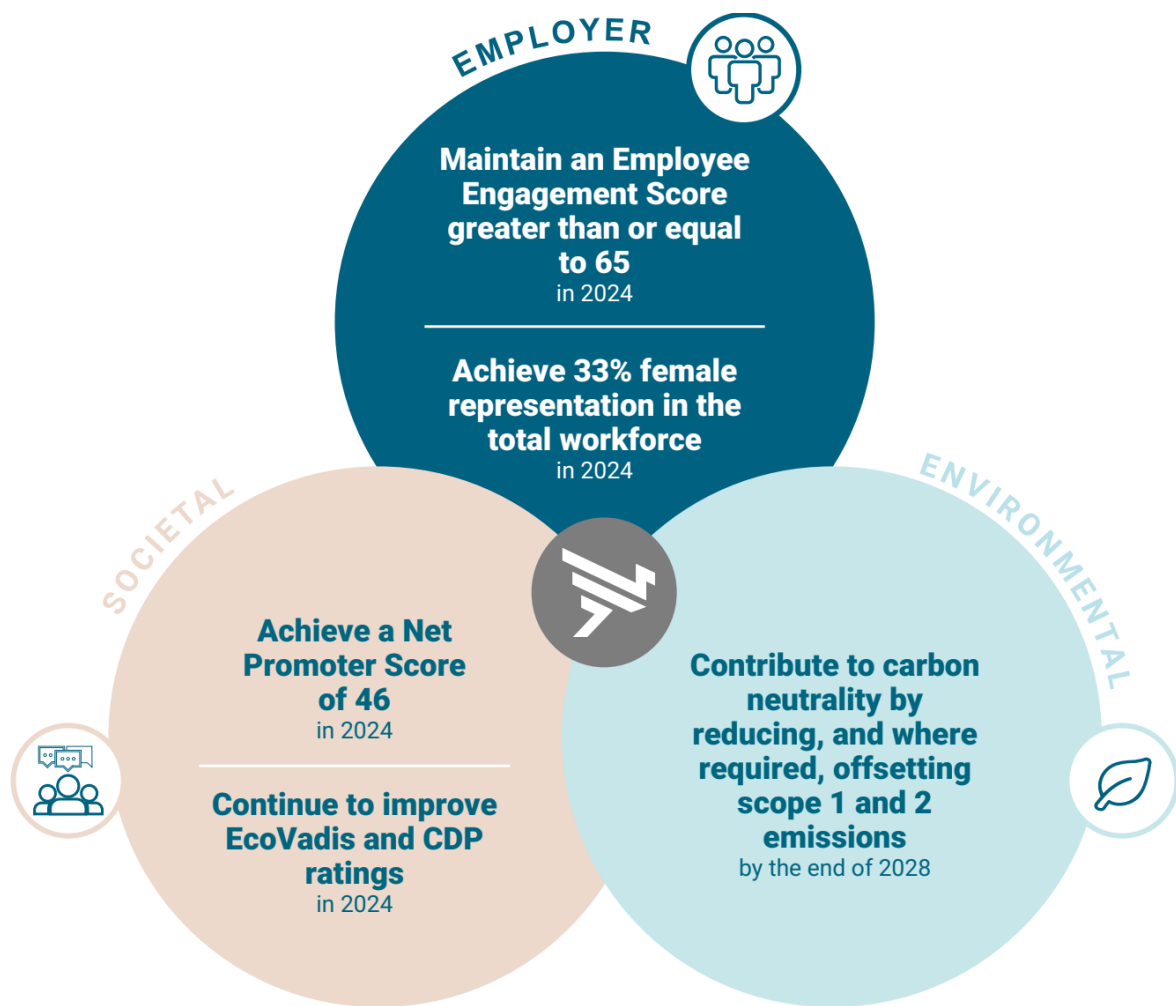 EMPLOYER
Maintain an Employee
Engagement Score
greater than or equal
to 65
in 2024
Achieve 33% female
representation in the
total workforce
in 2024
SOCIETAL
Achieve a Net
Promoter Score
of 46
in 2024
Continue to improve
EcoVadis and CDP
ratings
in 2024
ENVIRONMENTAL
Contribute to carbon
neutrality by
reducing, and where
required, offsetting
scope 1 and 2
emissions
by the end of 2028